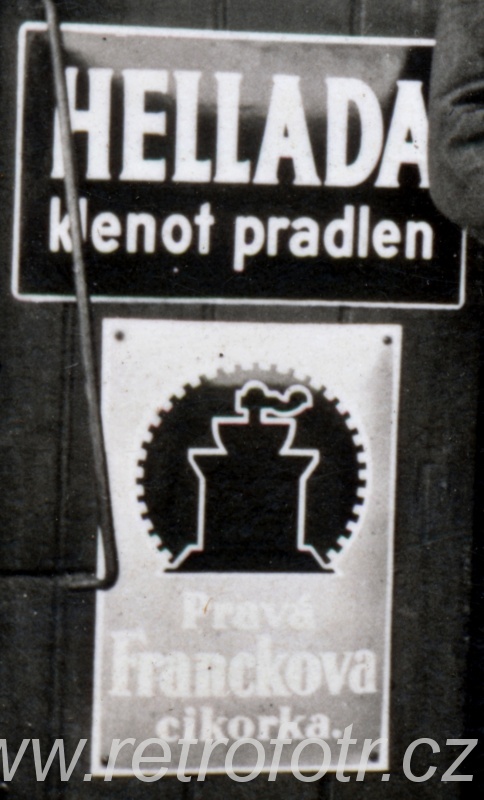 HELLADA
klenot pradlen
Pravá
Franckova
cikorka.
www.retrofotr.cz